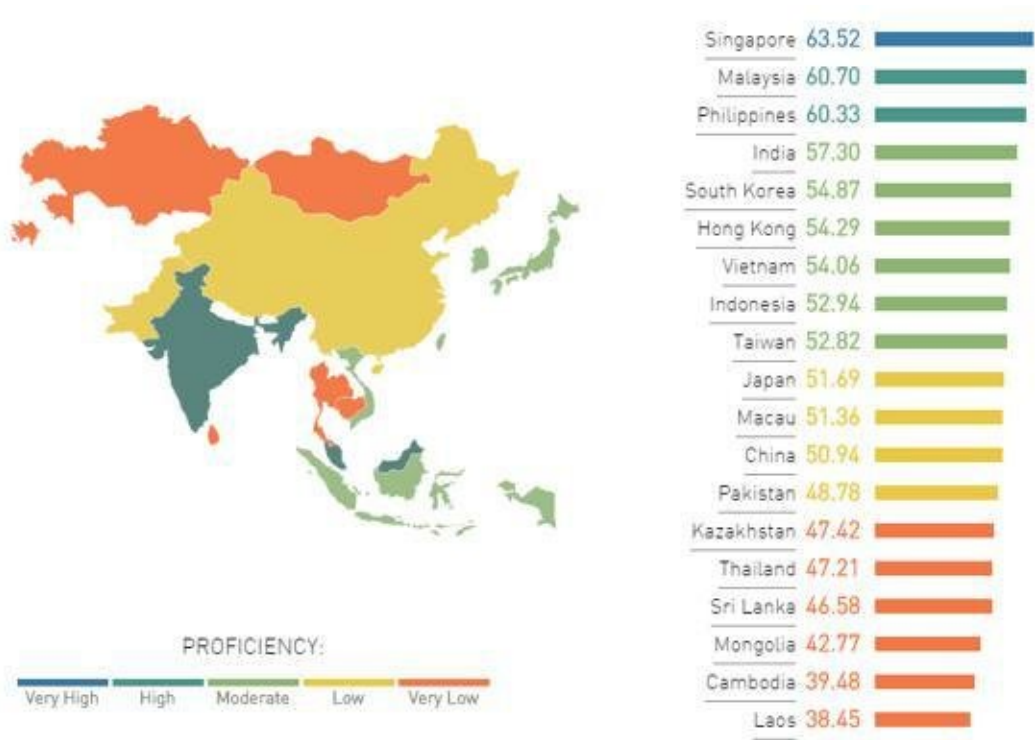 Singapore 63.52
Malaysia 60.70
Philippines 60.33
India 57.30
South Korea 54.87
Hong Kong 54.29
Vietnam 54.06
Indonesia 52.94
Taiwan 52.82
Japan 51.69
Macau 51.36
China 50.94
Pakistan 48.78
Kazakhstan 47.42
Thailand 47.21
Sri Lanka 46.58
Mongolia 42.77
Cambodia 39.48
Laos 38.45
PROFICIENCY:
Very High High Moderate Low Very Low